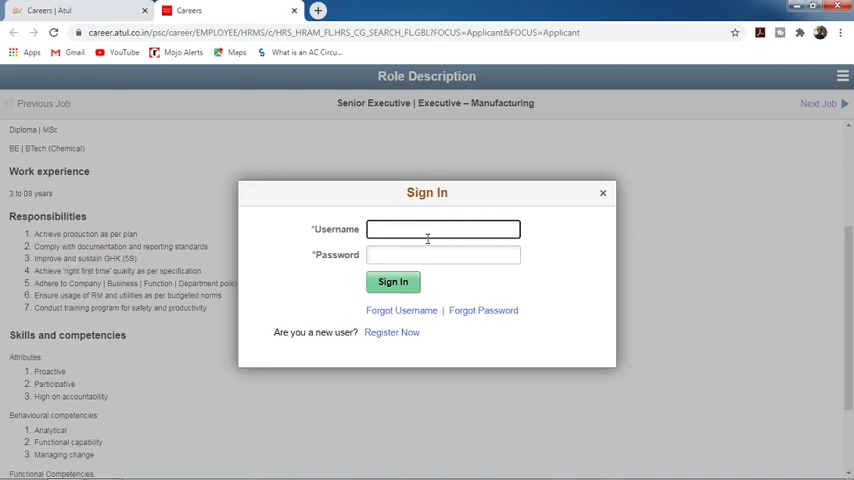 Careers | Atul
Careers
career.atul.co.in/psc/career/EMPLOYEE/HRMS/c/HRS_HRAM_FL.HRS_CG_SEARCH_FL.GBL?FOCUS=Applicant&FOCUS=Applicant
Apps Gmail YouTube Mojo Alerts Maps What is an AC Circu...
Role Description
Previous Job Senior Executive | Executive – Manufacturing Next Job
Diploma | MSc
BE | BTech (Chemical)
Work experience
3 to 08 years
Responsibilities
1. Achieve production as per plan
2. Comply with documentation and reporting standards
3. Improve and sustain GHK (5S)
4. Achieve 'right first time' quality as per specification
5. Adhere to Company | Business | Function | Department polic
6. Ensure usage of RM and utilities as per budgeted norms
7. Conduct training program for safety and productivity
Skills and competencies
Attributes:
1. Proactive
2. Participative
3. High on accountability
Behavioural competencies:
1. Analytical
2. Functional capability
3. Managing change
Functional Competencies:
Sign In
×
*Username
*Password
Sign In
Forgot Username | Forgot Password
Are you a new user? Register Now